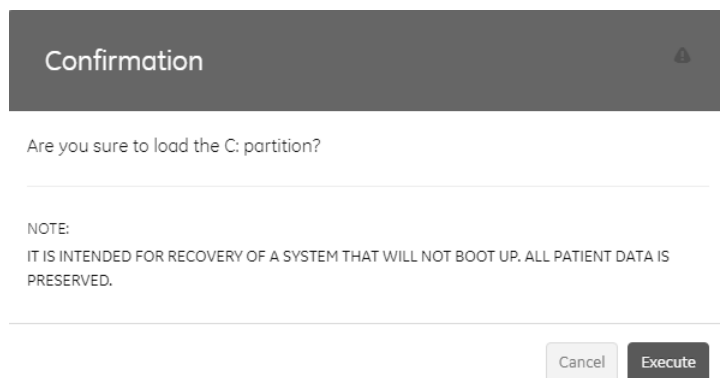 Confirmation
Are you sure to load the C: partition?
NOTE:
IT IS INTENDED FOR RECOVERY OF A SYSTEM THAT WILL NOT BOOT UP. ALL PATIENT DATA IS
PRESERVED.
Cancel
Execute